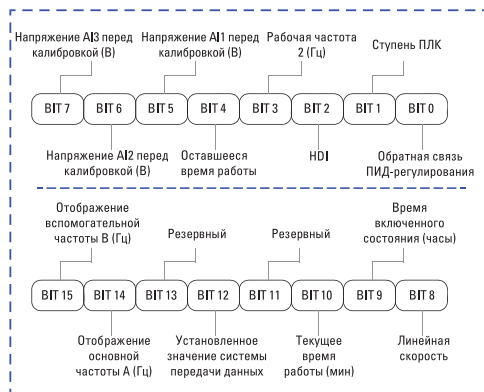 Напряжение AI3 перед
калибровкой (В)
Напряжение AI1 перед
калибровкой (В)
Рабочая частота
2 (Гц)
Ступень ПЛК
BIT 7
BIT 6
BIT 5
BIT 4
BIT 3
BIT 2
BIT 1
BIT 0
Напряжение AI2 перед
калибровкой (В)
Оставшееся
время работы
HDI
Обратная связь
ПИД-регулирования
Отображение
вспомогательной
частоты B (Гц)
Резервный
Резервный
Время
включенного
состояния (часы)
BIT 15
BIT 14
BIT 13
BIT 12
BIT 11
BIT 10
BIT 9
BIT 8
Отображение
основной
частоты A (Гц)
Установленное
значение системы
передачи данных
Текущее
время
работы (мин)
Линейная
скорость